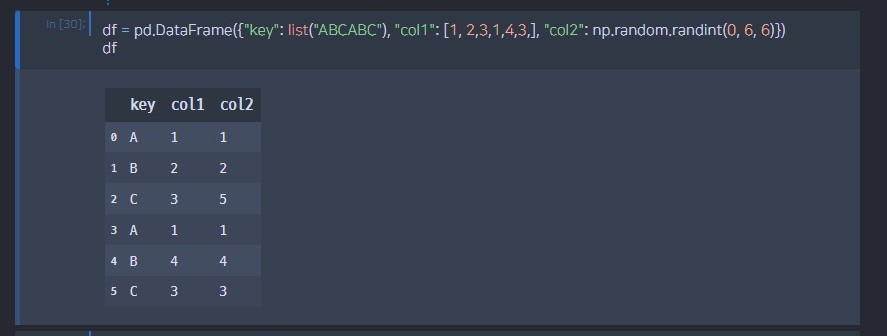 In [30]:
df = pd.DataFrame({"key": list("ABCABC"), "col1": [1, 2,3,1,4,3,], "col2": np.random.randint(0, 6, 6)})
df
key col1 col2
0 A 1 1
1 B 2 2
2 C 3 5
3 A 1 1
4 B 4 4
5 C 3 3